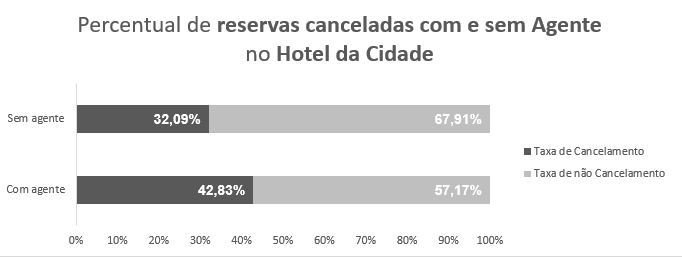 Percentual de reservas canceladas com e sem Agente
no Hotel da Cidade
Sem agente
32,09%
67,91%
Taxa de Cancelamento
Taxa de não Cancelamento
Com agente
42,83%
57,17%
0% 10% 20% 30% 40% 50% 60% 70% 80% 90% 100%